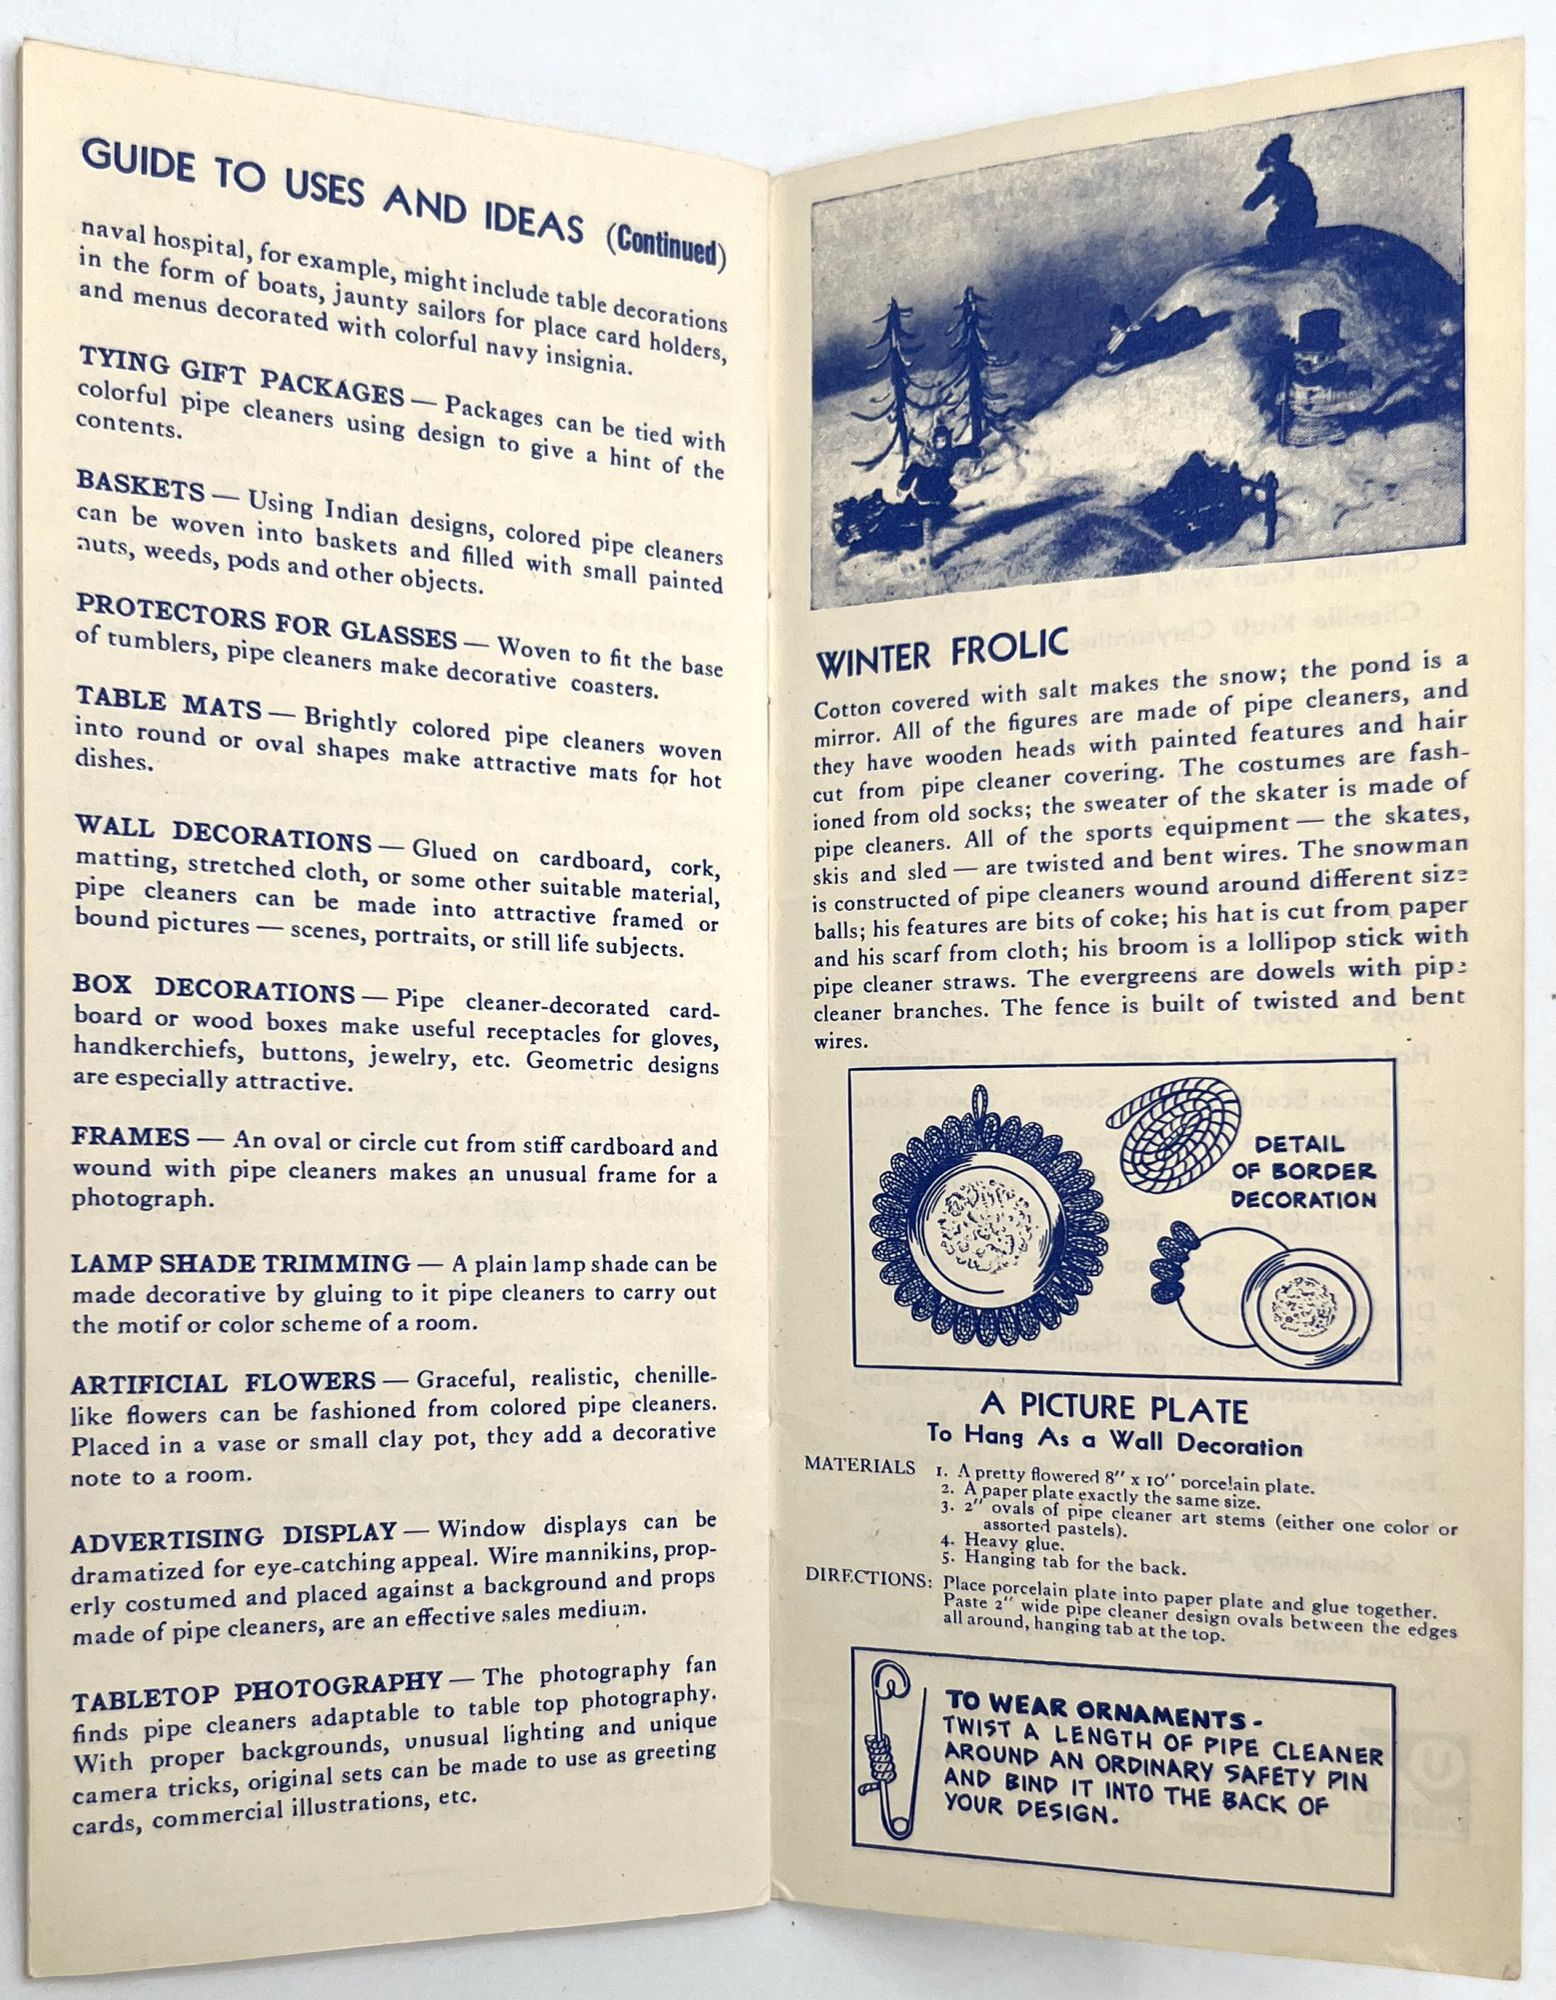 GUIDE TO USES AND IDEAS (Continued)
naval hospital, for example, might include table decorations
in the form of boats, jaunty sailors for place card holders,
and menus decorated with colorful navy insignia.
TYING GIFT PACKAGES — Packages can be tied with
colorful pipe cleaners using design to give a hint of the
contents.
BASKETS — Using Indian designs, colored pipe cleaners
can be woven into baskets and filled with small painted
nuts, weeds, pods and other objects.
PROTECTORS FOR GLASSES — Woven to fit the base
of tumblers, pipe cleaners make decorative coasters.
TABLE MATS — Brightly colored pipe cleaners woven
into round or oval shapes make attractive mats for hot
dishes.
WALL DECORATIONS — Glued on cardboard, cork,
matting, stretched cloth, or some other suitable material,
pipe cleaners can be made into attractive framed or
bound pictures — scenes, portraits, or still life subjects.
BOX DECORATIONS — Pipe cleaner-decorated card-
board or wood boxes make useful receptacles for gloves,
handkerchiefs, buttons, jewelry, etc. Geometric designs
are especially attractive.
FRAMES — An oval or circle cut from stiff cardboard and
wound with pipe cleaners makes an unusual frame for a
photograph.
LAMP SHADE TRIMMING — A plain lamp shade can be
made decorative by gluing to it pipe cleaners to carry out
the motif or color scheme of a room.
ARTIFICIAL FLOWERS — Graceful, realistic, chenille-
like flowers can be fashioned from colored pipe cleaners.
Placed in a vase or small clay pot, they add a decorative
note to a room.
ADVERTISING DISPLAY — Window displays can be
dramatized for eye-catching appeal. Wire mannikins, prop-
erly costumed and placed against a background and props
made of pipe cleaners, are an effective sales medium.
TABLETOP PHOTOGRAPHY — The photography fan
finds pipe cleaners adaptable to table top photography.
With proper backgrounds, unusual lighting and unique
camera tricks, original sets can be made to use as greeting
cards, commercial illustrations, etc.
WINTER FROLIC
Cotton covered with salt makes the snow; the pond is a
mirror. All of the figures are made of pipe cleaners, and
they have wooden heads with painted features and hair
cut from pipe cleaner covering. The costumes are fash-
ioned from old socks; the sweater of the skater is made of
pipe cleaners. All of the sports equipment — the skates,
skis and sled — are twisted and bent wires. The snowman
is constructed of pipe cleaners wound around different size
balls; his features are bits of coke; his hat is cut from paper
and his scarf from cloth; his broom is a lollipop stick with
pipe cleaner straws. The evergreens are dowels with pipe
cleaner branches. The fence is built of twisted and bent
wires.
DETAIL
OF BORDER
DECORATION
A PICTURE PLATE
To Hang As a Wall Decoration
MATERIALS 1. A pretty flowered 8" x 10" porcelain plate.
2. A paper plate exactly the same size.
3. 2" ovals of pipe cleaner art stems (either one color or
assorted pastels).
4. Heavy glue.
5. Hanging tab for the back.
DIRECTIONS: Place porcelain plate into paper plate and glue together.
Paste 2" wide pipe cleaner design ovals between the edges
all around, hanging tab at the top.
TO WEAR ORNAMENTS -
TWIST A LENGTH OF PIPE CLEANER
AROUND AN ORDINARY SAFETY PIN
AND BIND IT INTO THE BACK OF
YOUR DESIGN.